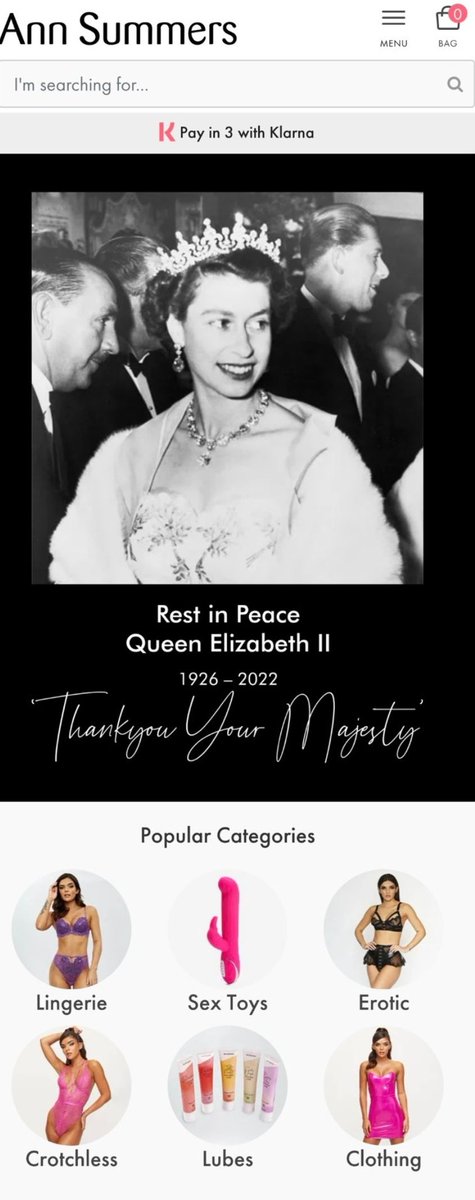 Ann Summers
MENU
0
BAG
I'm searching for...
K Pay in 3 with Klarna
Rest in Peace
Queen Elizabeth II
1926 – 2022
‘Thankyou Your Majesty’
Popular Categories
Lingerie
Sex Toys
Erotic
Crotchless
Lubes
Clothing